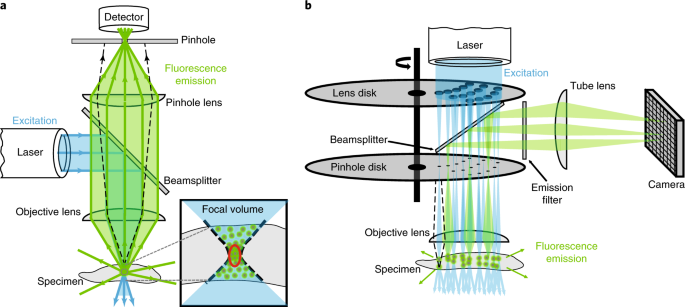 a
Detector
Pinhole
Fluorescence
emission
Pinhole lens
Excitation
Laser
Beamsplitter
Objective lens
Focal volume
Specimen
b
Laser
Excitation
Tube lens
Lens disk
Beamsplitter
Pinhole disk
Emission
filter
Camera
Objective lens
Fluorescence
emission
Specimen